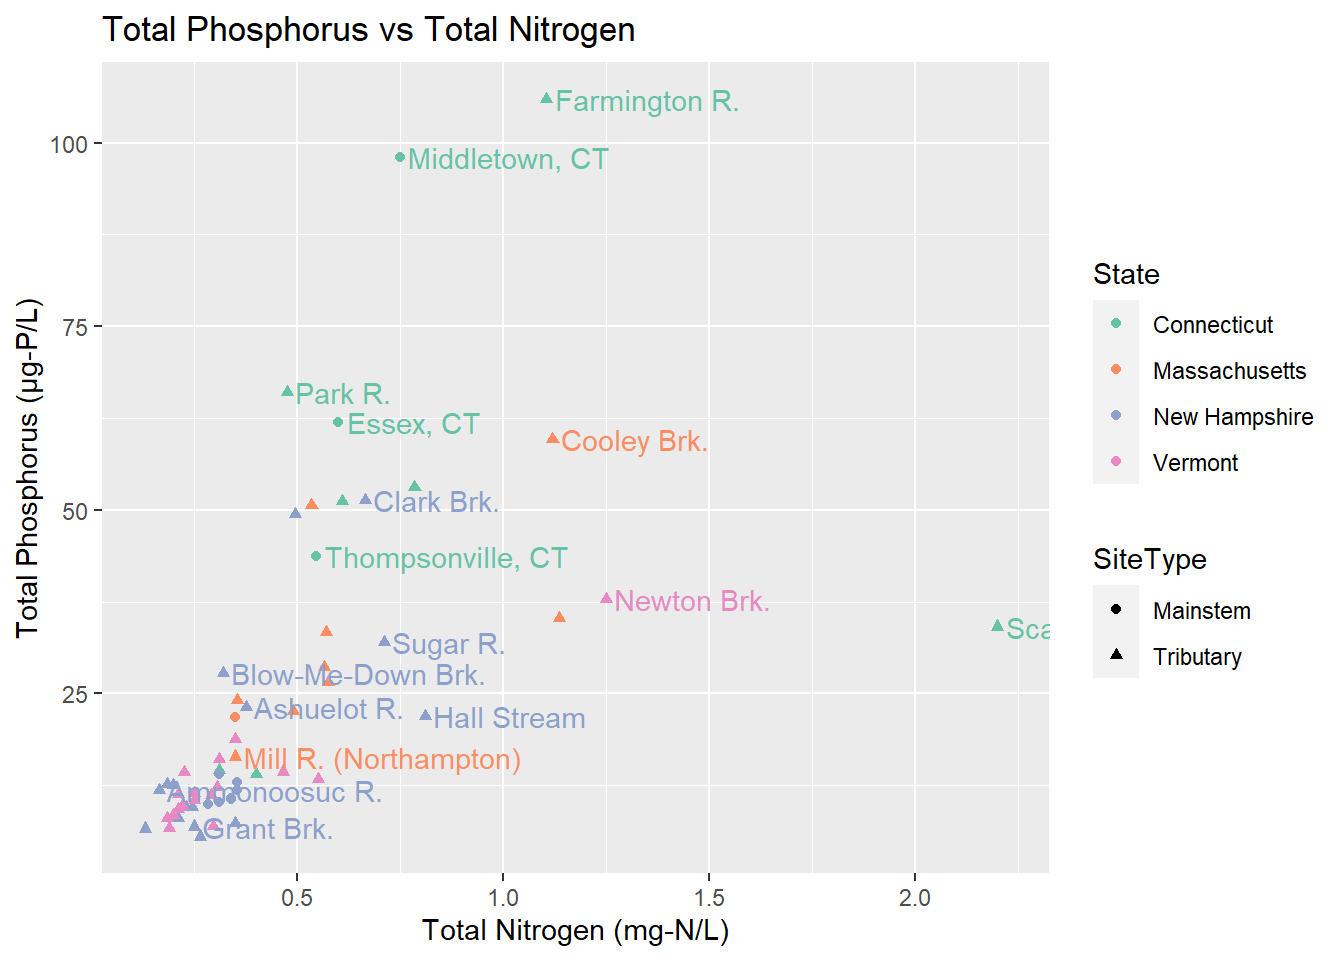 Total Phosphorus vs Total Nitrogen
Farmington R.
100
Middletown, CT
State
Connecticut
75
Massachusetts
Park R.
Essex, CT
New Hampshire
Cooley Brk.
Vermont
Clark Brk.
50
Thompsonville, CT
SiteType
Newton Brk.
Mainstem
Sca
Sugar R.
Tributary
Blow-Me-Down Brk.
25
Ashuelot R.
Hall Stream
Mill R. (Northampton)
Ammonoosuc R.
Grant Brk.
Total Phosphorus (µg-P/L)
0.5 1.0 1.5 2.0
Total Nitrogen (mg-N/L)